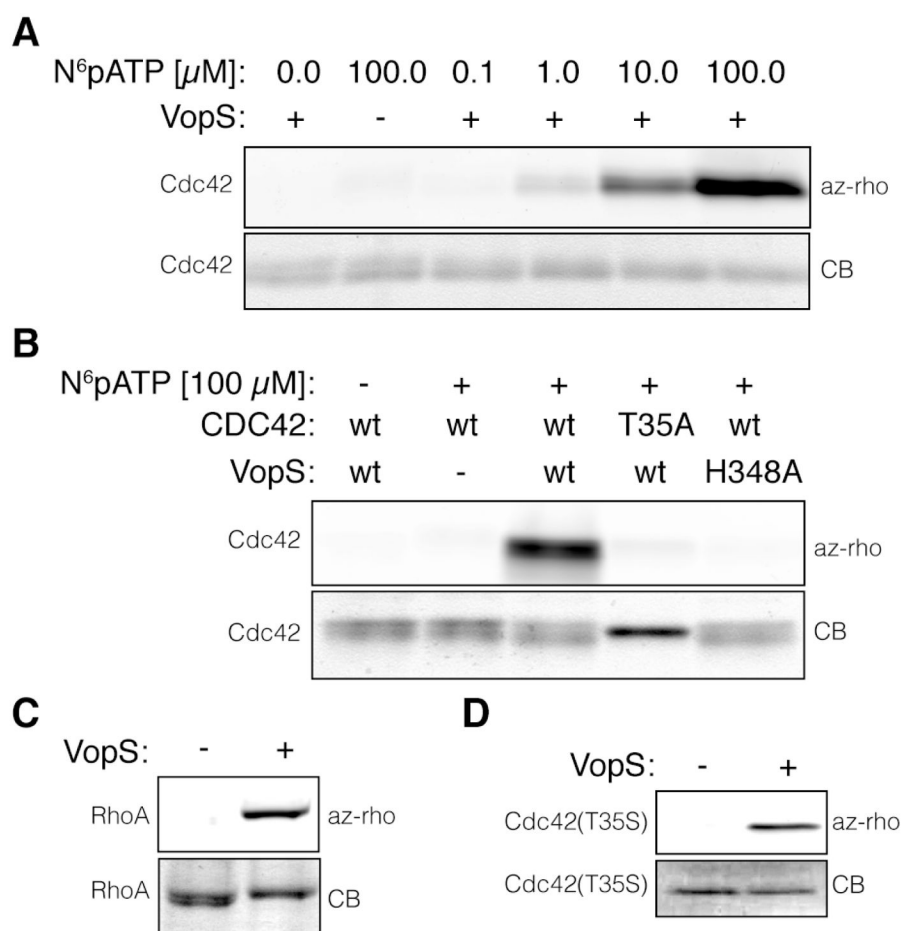 A
N⁶pATP [µM]: 0.0 100.0 0.1 1.0 10.0 100.0
VopS: + - + + + +
Cdc42 az-rho
Cdc42 CB
B
N⁶pATP [100 µM]: - + + + +
CDC42: wt wt wt T35A wt
VopS: wt - wt wt H348A
Cdc42 az-rho
Cdc42 CB
C
VopS: - +
RhoA az-rho
RhoA CB
D
VopS: - +
Cdc42(T35S) az-rho
Cdc42(T35S) CB